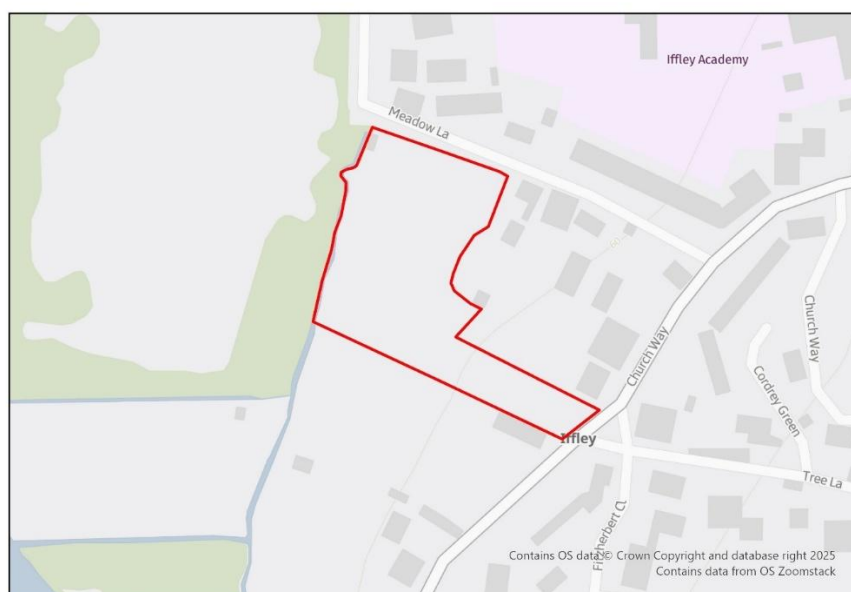 Iffley Academy
Meadow La
Church Way
Church Way
Cordrey Green
Iffley
Tree La
Fitzherbert Cl
Contains OS data © Crown Copyright and database right 2025
Contains data from OS Zoomstack